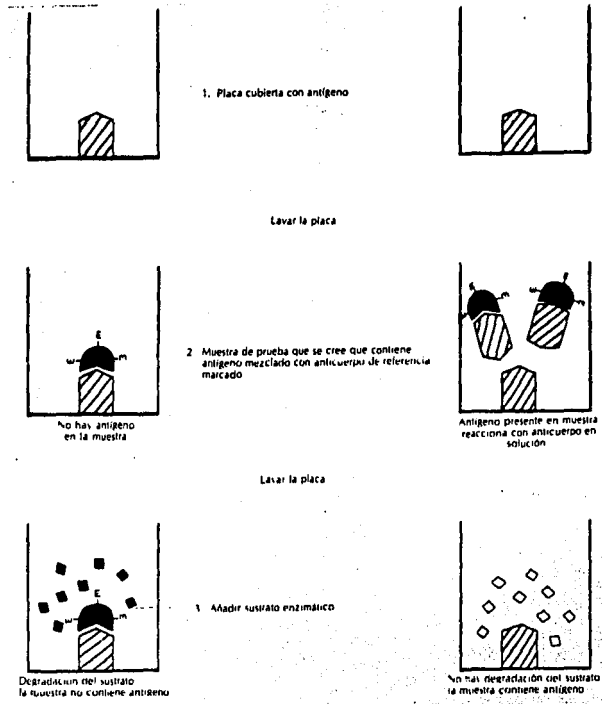 1. Placa cubierta con antígeno
Lavar la placa
E
E
E
2 Muestra de prueba que se cree que contiene
antígeno mezclado con anticuerpo de referencia
marcado
No hay antígeno
en la muestra
Antígeno presente en muestra
reacciona con anticuerpo en
solución
Lavar la placa
E
3. Añadir sustrato enzimático
Degradación del sustrato
la muestra no contiene antígeno
No hay degradación del sustrato
la muestra contiene antígeno